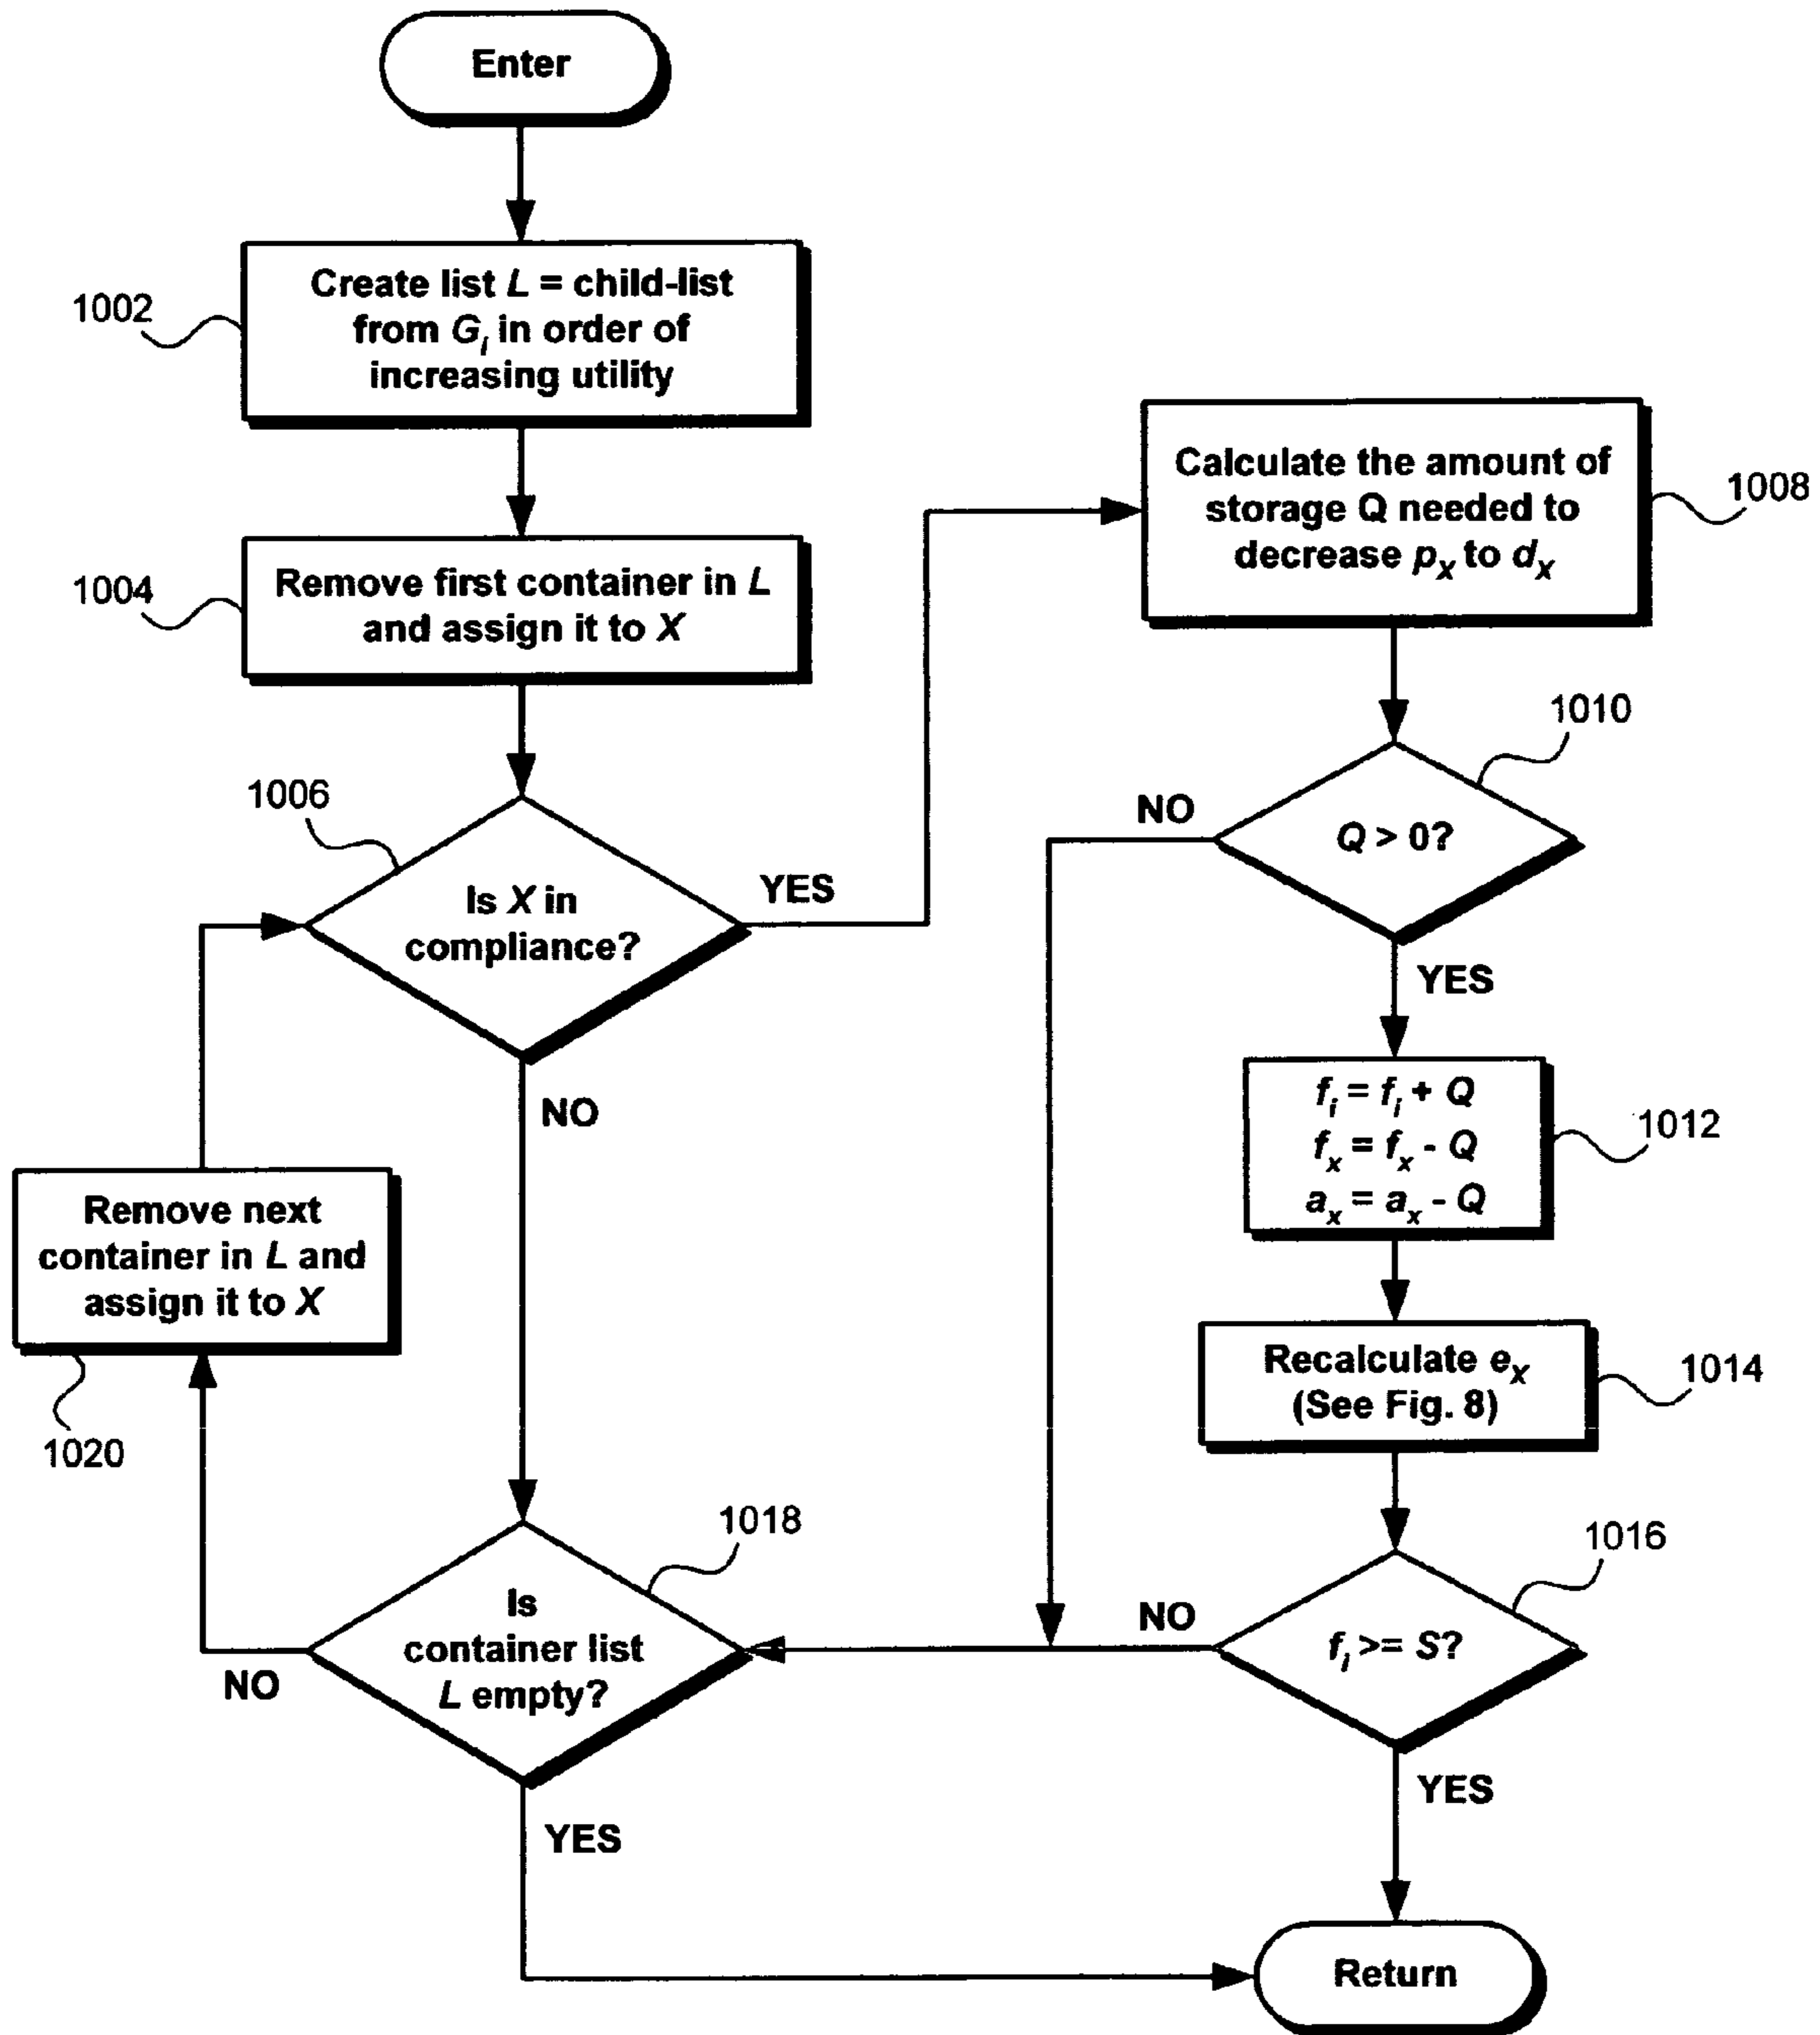 Enter
Create list L = child-list
from Gi in order of
increasing utility
1002
Remove first container in L
and assign it to X
1004
1006
Is X in
compliance?
YES
NO
Calculate the amount of
storage Q needed to
decrease px to dx
1008
1010
Q > 0?
NO
YES
fi = fi + Q
fx = fx - Q
ax = ax - Q
1012
Recalculate ex
(See Fig. 8)
1014
1016
fi >= S?
NO
YES
1018
Is
container list
L empty?
NO
YES
Remove next
container in L and
assign it to X
1020
Return